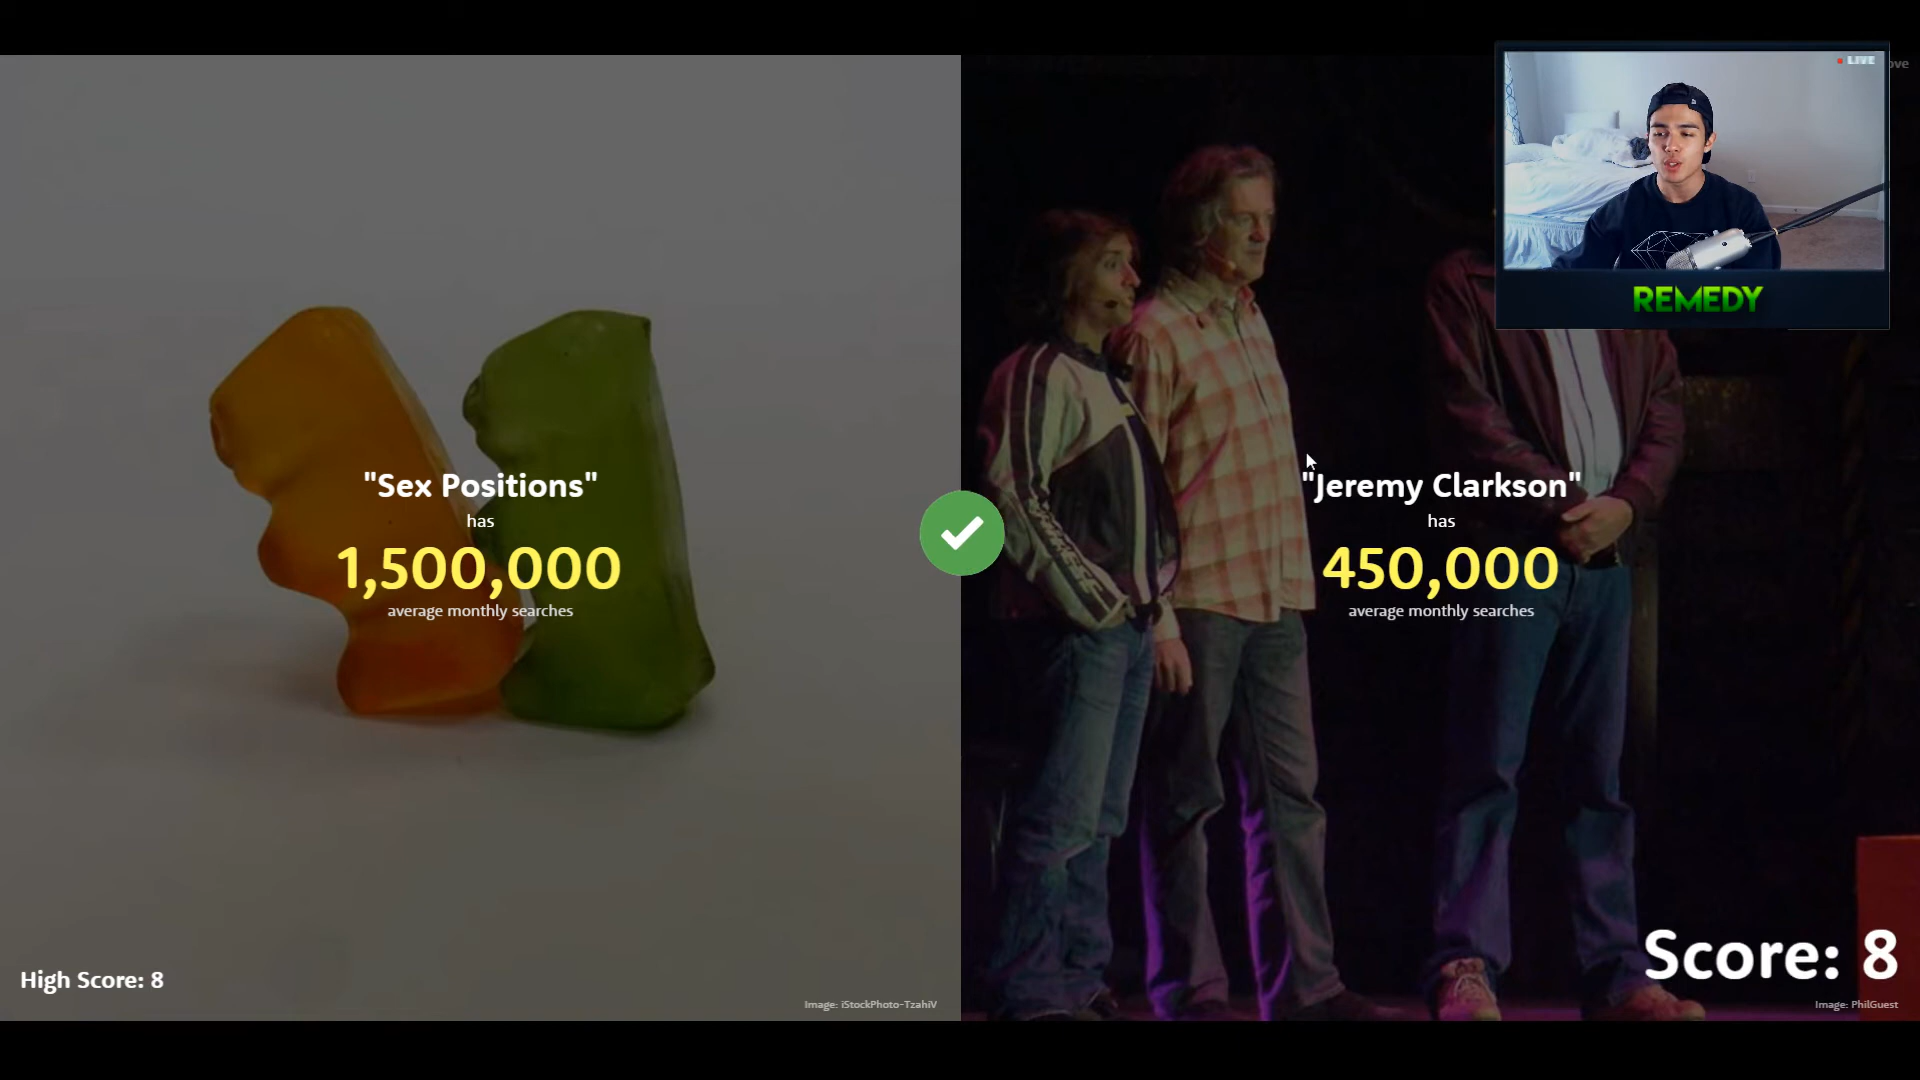 LIVE
ove
REMEDY
"Sex Positions"
has
1,500,000
average monthly searches
"Jeremy Clarkson"
has
450,000
average monthly searches
High Score: 8
Score: 8
Image: iStockPhoto-TzahiV
Image: PhilGuest